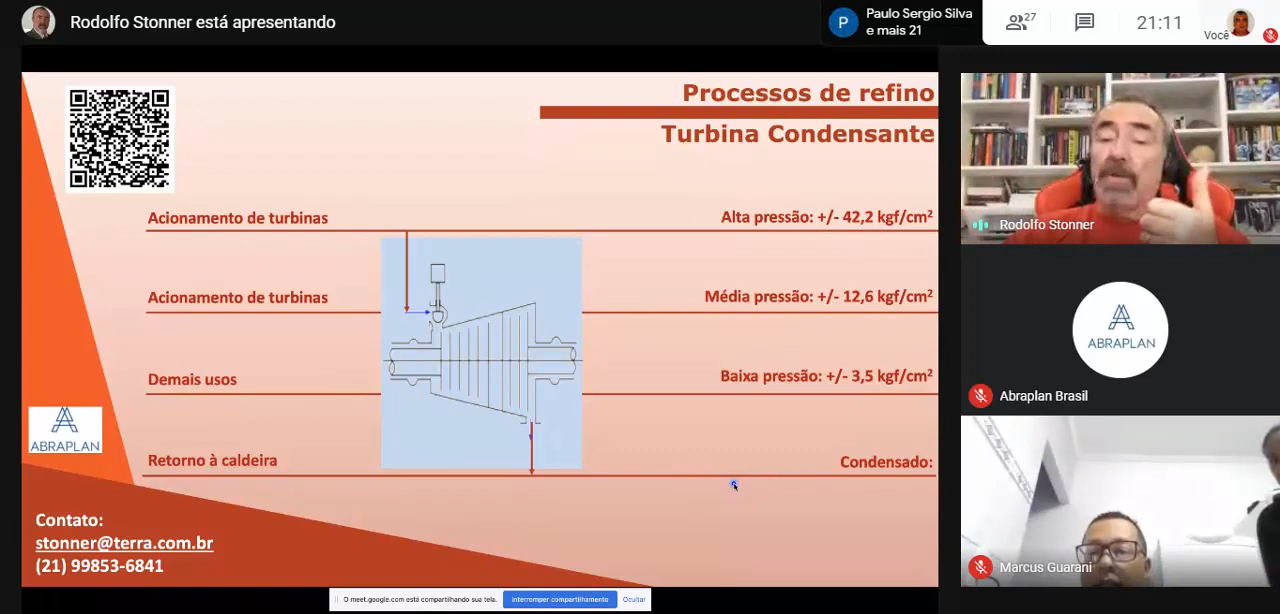 Rodolfo Stonner está apresentando
P
Paulo Sergio Silva
e mais 21
27
21:11
Você
Processos de refino
Turbina Condensante
Acionamento de turbinas
Alta pressão: +/- 42,2 kgf/cm²
Acionamento de turbinas
Média pressão: +/- 12,6 kgf/cm²
Demais usos
Baixa pressão: +/- 3,5 kgf/cm²
Retorno à caldeira
Condensado:
ABRAPLAN
Contato:
stonner@terra.com.br
(21) 99853-6841
Rodolfo Stonner
ABRAPLAN
Abraplan Brasil
Marcus Guarani
O meet.google.com está compartilhando sua tela.
Interromper compartilhamento
Ocultar